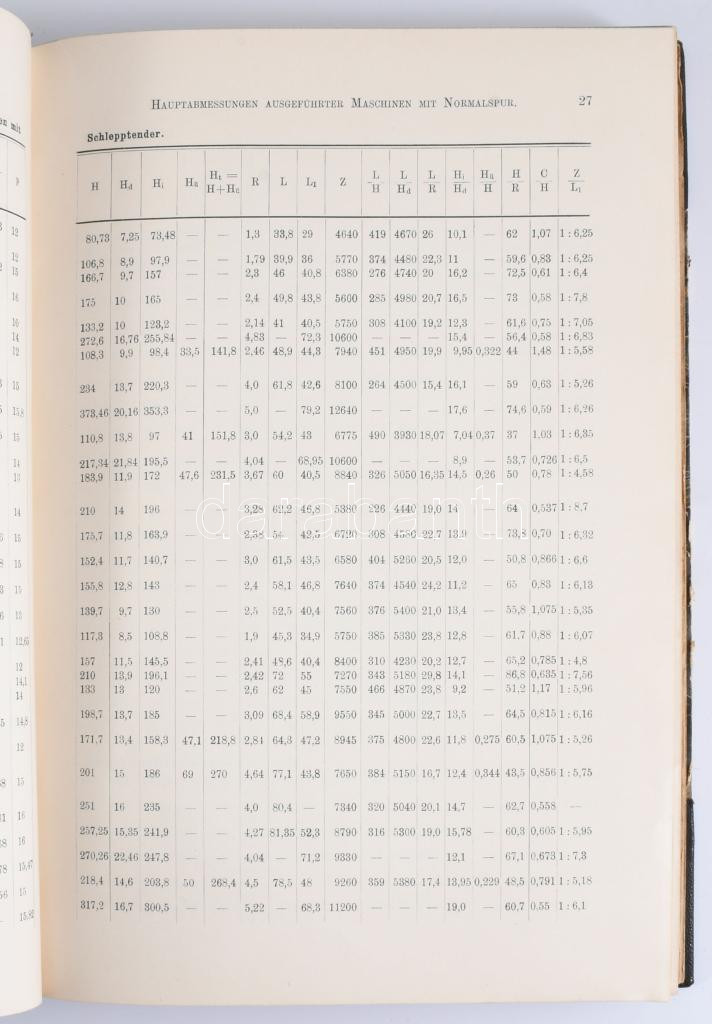 Hauptabmessungen ausgeführter Maschinen mit Normalspur. 27
Schlepptender.
H Hd Hi Hü Ht = H+Hü R L L1 Z L/H L/Hd L/R Hi/Hd Hü/H H/R C/H Z/L1
80,73 7,25 73,48 — — 1,3 33,8 29 4640 419 4670 26 10,1 — 62 1,07 1 : 6,25
106,8 8,9 97,9 — — 1,79 39,9 36 5770 374 4480 22,3 11 — 59,6 0,83 1 : 6,25
166,7 9,7 157 — — 2,3 46 40,8 6380 276 4740 20 16,2 — 72,5 0,61 1 : 6,4
175 10 165 — — 2,4 49,8 43,8 5600 285 4980 20,7 16,5 — 73 0,58 1 : 7,8
133,2 10 123,2 — — 2,14 41 40,5 5750 308 4100 19,2 12,3 — 61,6 0,75 1 : 7,05
272,6 16,76 255,84 — — 4,83 — 72,3 10600 — — — 15,4 — 56,4 0,58 1 : 6,83
108,3 9,9 98,4 33,5 141,8 2,46 48,9 44,3 7940 451 4950 19,9 9,95 0,322 44 1,48 1 : 5,58
234 13,7 220,3 — — 4,0 61,8 42,6 8100 264 4500 15,4 16,1 — 59 0,63 1 : 5,26
373,46 20,16 353,3 — — 5,0 — 79,2 12640 — — — 17,6 — 74,6 0,59 1 : 6,26
110,8 13,8 97 41 151,8 3,0 54,2 43 6775 490 3930 18,07 7,04 0,37 37 1,03 1 : 6,35
217,34 21,84 195,5 — — 4,04 — 68,95 10600 — — — 8,9 — 53,7 0,726 1 : 6,5
183,9 11,9 172 47,6 231,5 3,67 60 40,5 8840 326 5050 16,35 14,5 0,26 50 0,78 1 : 4,58
210 14 196 — — 3,28 62,2 46,8 5380 226 4440 19,0 14 — 64 0,537 1 : 8,7
175,7 11,8 163,9 — — 2,38 54 42,5 6720 308 4580 22,7 13,9 — 73,8 0,70 1 : 6,32
152,4 11,7 140,7 — — 3,0 61,5 43,5 6580 404 5260 20,5 12,0 — 50,8 0,866 1 : 6,6
155,8 12,8 143 — — 2,4 58,1 46,8 7640 374 4540 24,2 11,2 — 65 0,83 1 : 6,13
139,7 9,7 130 — — 2,5 52,5 40,4 7560 376 5400 21,0 13,4 — 55,8 1,075 1 : 5,35
117,3 8,5 108,8 — — 1,9 45,3 34,9 5750 385 5330 23,8 12,8 — 61,7 0,88 1 : 6,07
157 11,5 145,5 — — 2,41 48,6 40,4 8400 310 4230 20,2 12,7 — 65,2 0,785 1 : 4,8
210 13,9 196,1 — — 2,42 72 55 7270 343 5180 29,8 14,1 — 86,8 0,635 1 : 7,56
133 13 120 — — 2,6 62 45 7550 466 4870 23,8 9,2 — 51,2 1,17 1 : 5,96
198,7 13,7 185 — — 3,09 68,4 58,9 9550 345 5000 22,7 13,5 — 64,5 0,815 1 : 6,16
171,7 13,4 158,3 47,1 218,8 2,84 64,3 47,2 8945 375 4800 22,6 11,8 0,275 60,5 1,075 1 : 5,26
201 15 186 69 270 4,64 77,1 43,8 7650 384 5150 16,7 12,4 0,344 43,5 0,856 1 : 5,75
251 16 235 — — 4,0 80,4 — 7340 320 5040 20,1 14,7 — 62,7 0,558 —
257,25 15,35 241,9 — — 4,27 81,35 52,3 8790 316 5300 19,0 15,78 — 60,3 0,605 1 : 5,95
270,26 22,46 247,8 — — 4,04 — 71,2 9330 — — — 12,1 — 67,1 0,673 1 : 7,3
218,4 14,6 203,8 50 268,4 4,5 78,5 48 9260 359 5380 17,4 13,95 0,229 48,5 0,791 1 : 5,18
317,2 16,7 300,5 — — 5,22 — 68,3 11200 — — — 19,0 — 60,7 0,55 1 : 6,1
darabanth